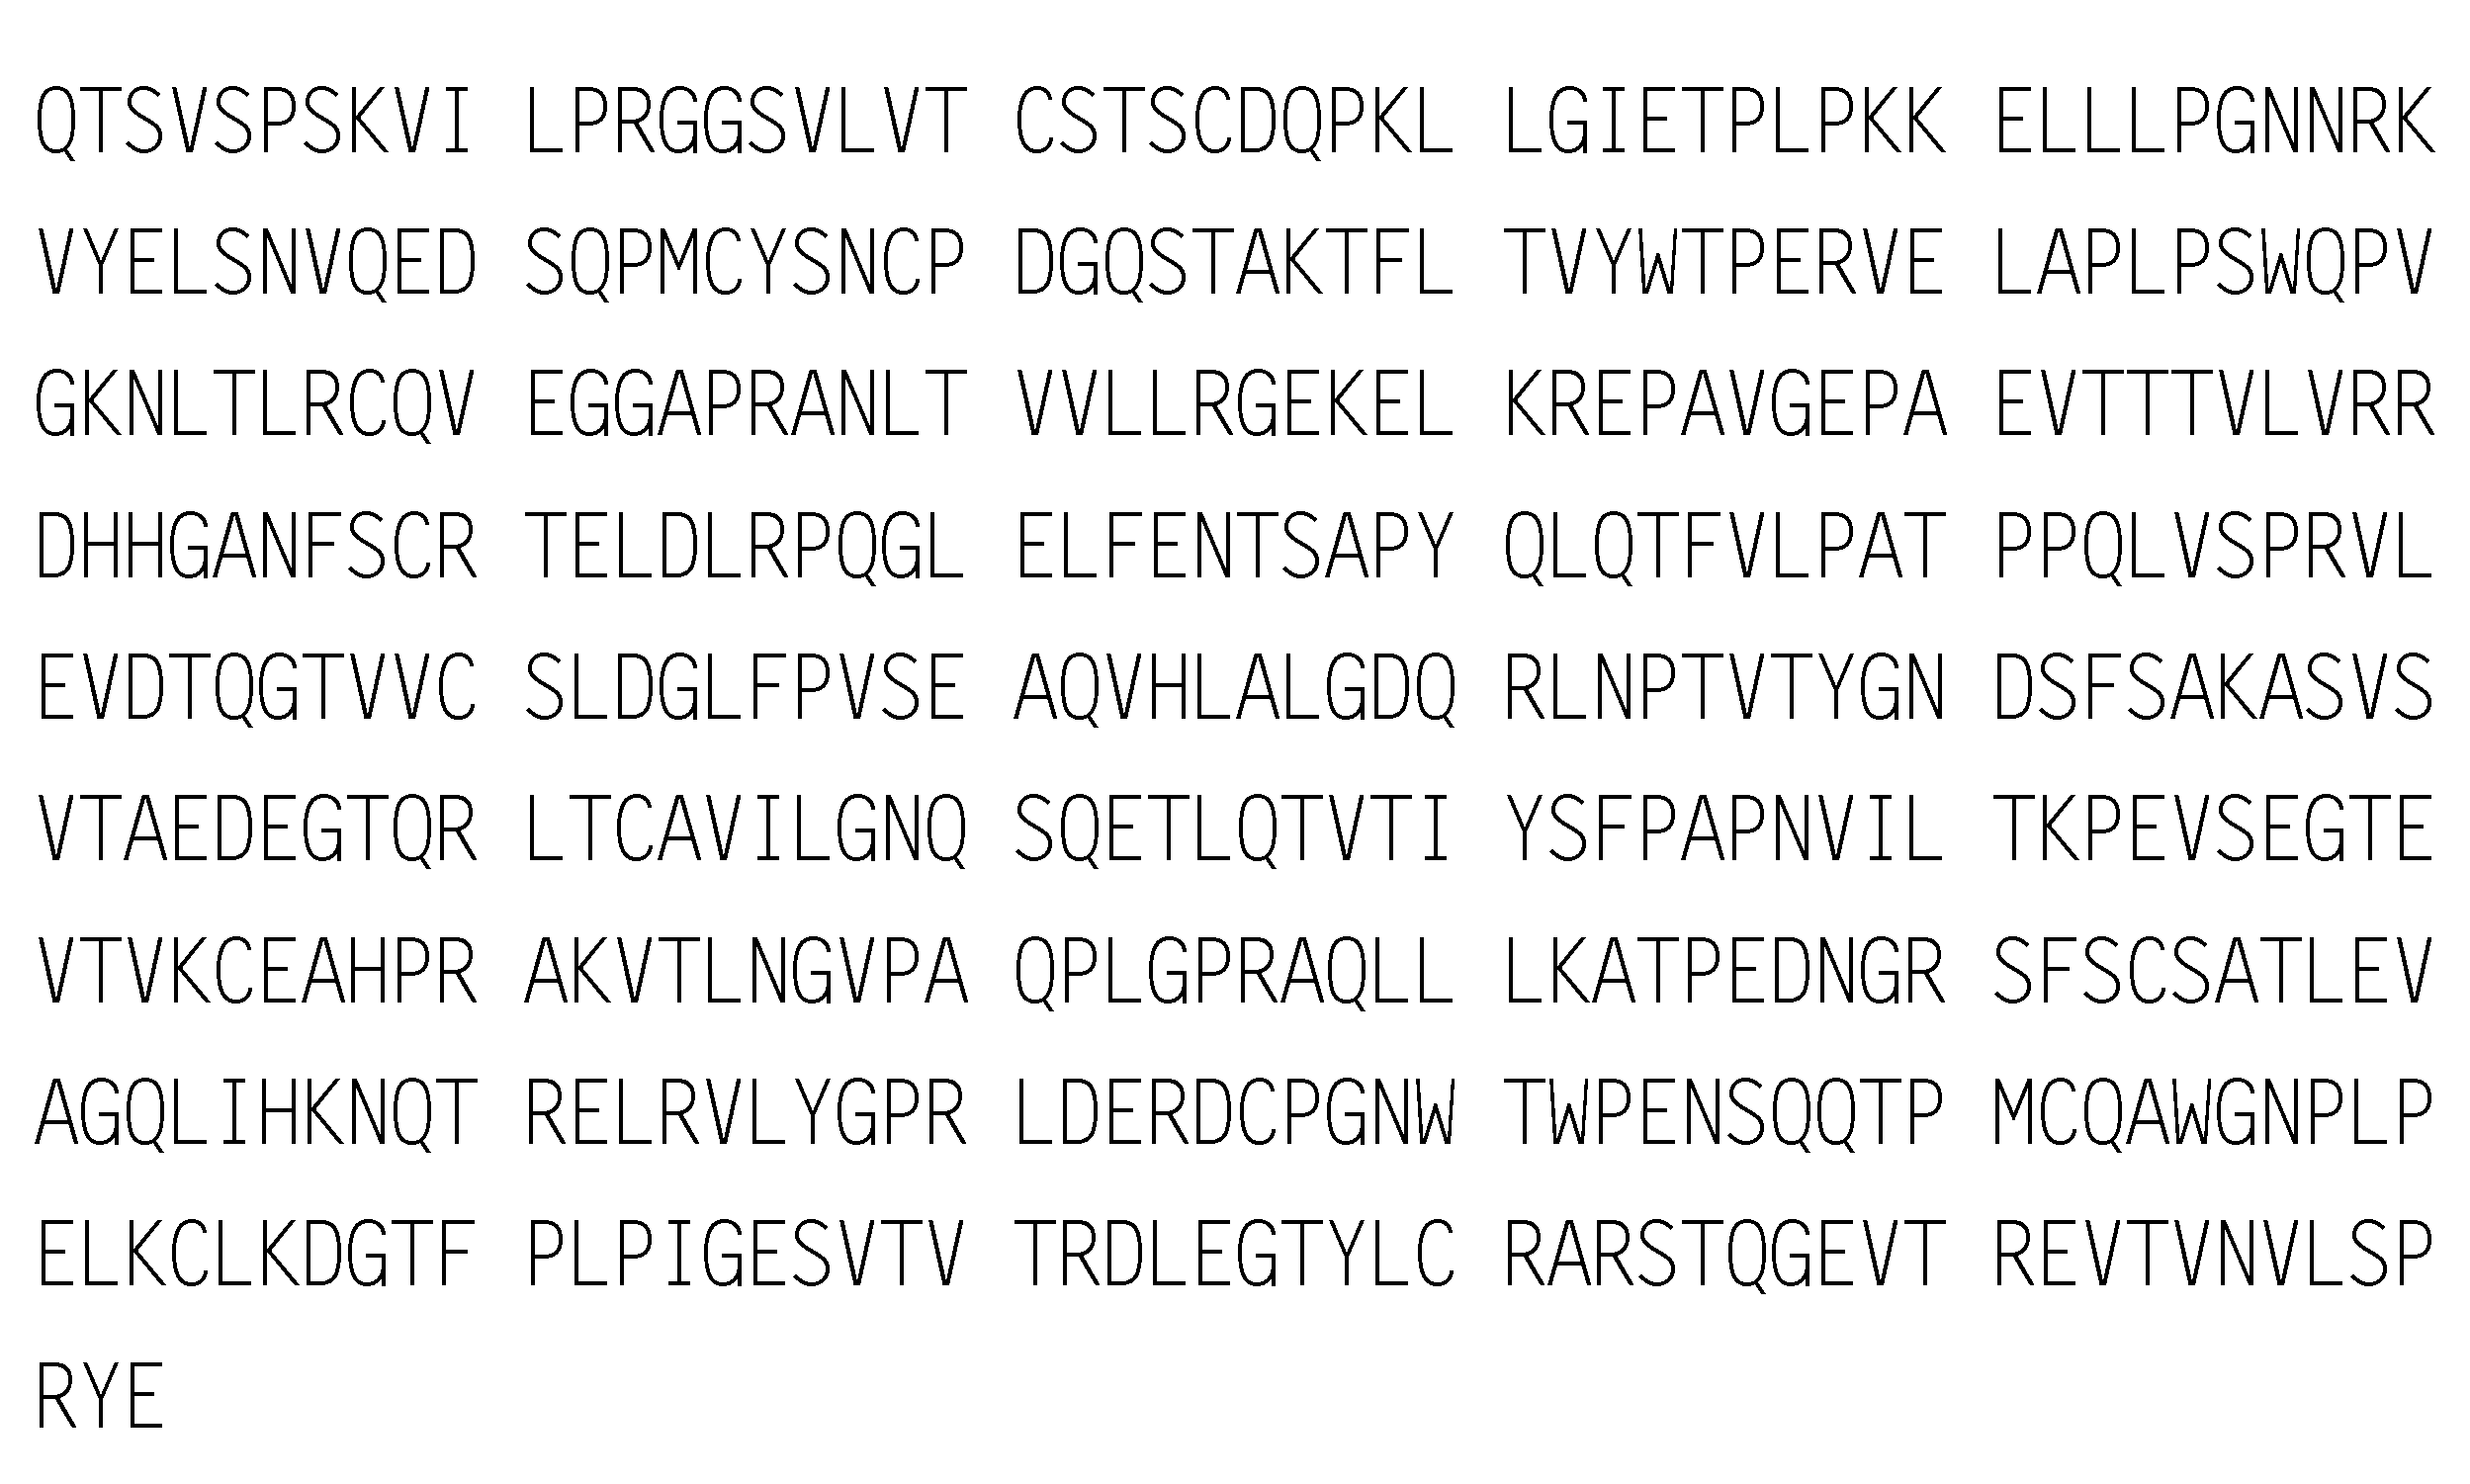 QTSVSPSKVI LPRGGSVLVT CSTSCDQPKL LGIETPLPKK ELLLPGNNRK
VYELSNVQED SQPMCYSNCP DGQSTAKTFL TVYWTPERVE LAPLPSWQPV
GKNLTLRCQV EGGAPRANLT VVLLRGEKEL KREPAVGEPA EVTTTVLVRR
DHHGANFSCR TELDLRPQGL ELFENTSAPY QLQTFVLPAT PPQLVSPRVL
EVDTQGTVVC SLDGLFPVSE AQVHLALGDQ RLNPTVTYGN DSFSAKASVS
VTAEDEGTQR LTCAVILGNQ SQETLQTVTI YSFPAPNVIL TKPEVSEGTE
VTVKCEAHPR AKVTLNGVPA QPLGPRAQLL LKATPEDNGR SFSCSATLEV
AGQLIHKNQT RELRVLYGPR LDERDCPGNW TWPENSQQTP MCQAWGNPLP
ELKCLKDGTF PLPIGESVTV TRDLEGTYLC RARSTQGEVT REVTVNVLSP
RYE